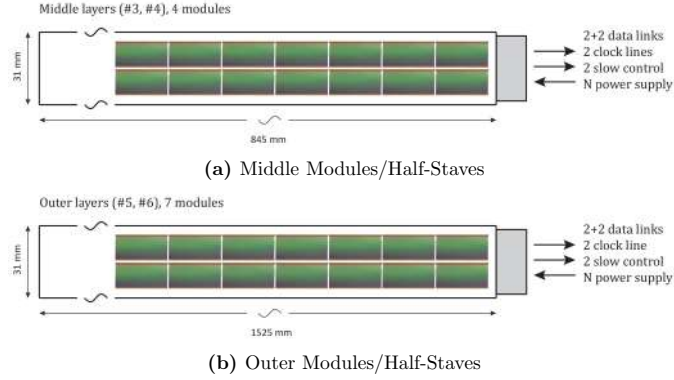 Middle layers (#3, #4), 4 modules
31 mm
2+2 data links
2 clock lines
2 slow control
N power supply
845 mm
(a) Middle Modules/Half-Staves
Outer layers (#5, #6), 7 modules
31 mm
2+2 data links
2 clock line
2 slow control
N power supply
1525 mm
(b) Outer Modules/Half-Staves